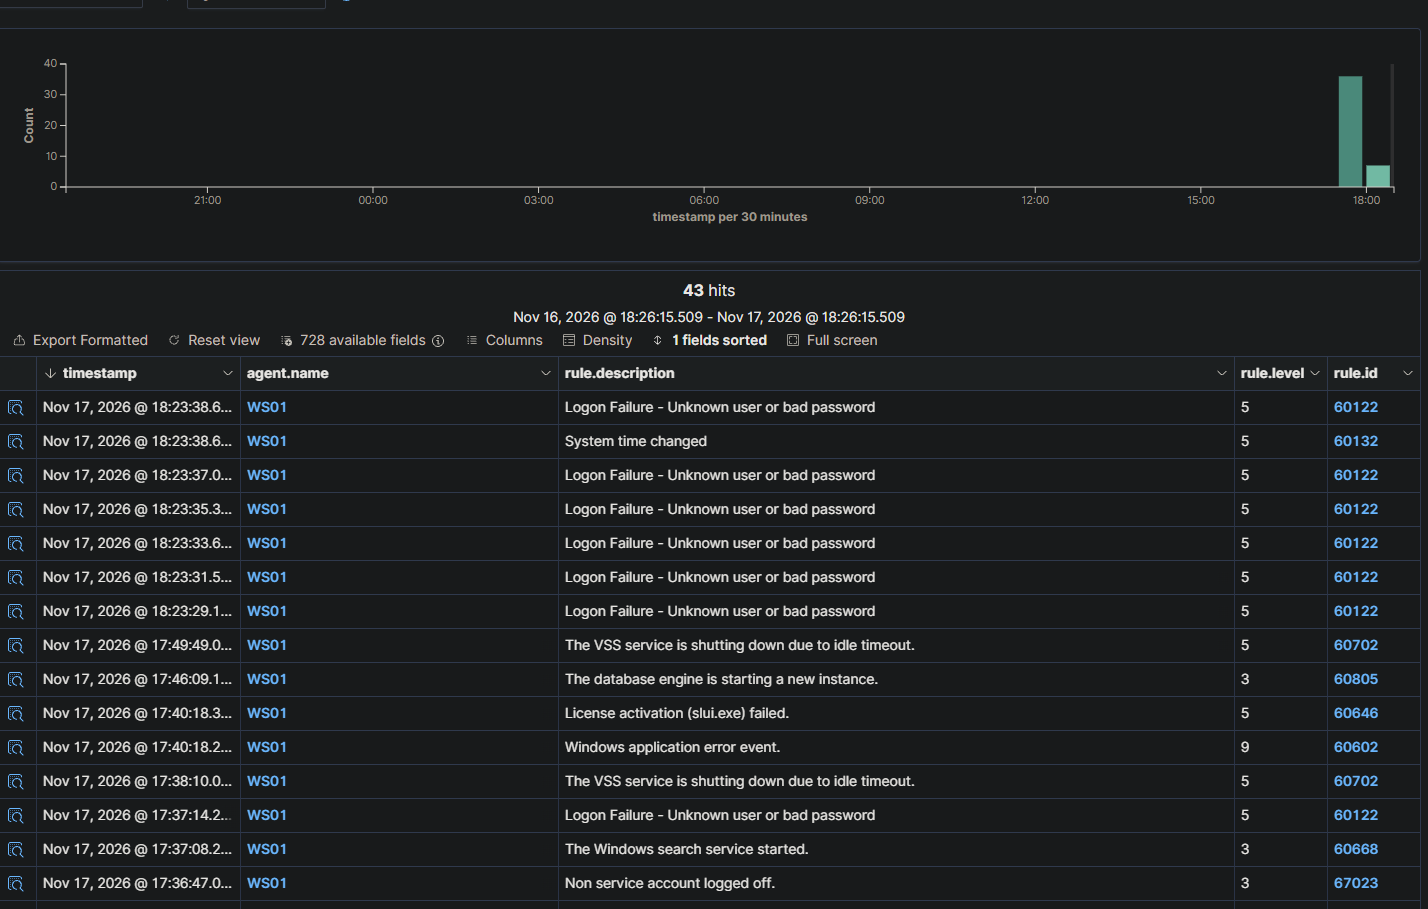 40
30
20
10
0
Count
21:00 00:00 03:00 06:00 09:00 12:00 15:00 18:00
timestamp per 30 minutes
43 hits
Nov 16, 2026 @ 18:26:15.509 - Nov 17, 2026 @ 18:26:15.509
Export Formatted Reset view 728 available fields Columns Density 1 fields sorted Full screen
timestamp agent.name rule.description rule.level rule.id
Nov 17, 2026 @ 18:23:38.6... WS01 Logon Failure - Unknown user or bad password 5 60122
Nov 17, 2026 @ 18:23:38.6... WS01 System time changed 5 60132
Nov 17, 2026 @ 18:23:37.0... WS01 Logon Failure - Unknown user or bad password 5 60122
Nov 17, 2026 @ 18:23:35.3... WS01 Logon Failure - Unknown user or bad password 5 60122
Nov 17, 2026 @ 18:23:33.6... WS01 Logon Failure - Unknown user or bad password 5 60122
Nov 17, 2026 @ 18:23:31.5... WS01 Logon Failure - Unknown user or bad password 5 60122
Nov 17, 2026 @ 18:23:29.1... WS01 Logon Failure - Unknown user or bad password 5 60122
Nov 17, 2026 @ 17:49:49.0... WS01 The VSS service is shutting down due to idle timeout. 5 60702
Nov 17, 2026 @ 17:46:09.1... WS01 The database engine is starting a new instance. 3 60805
Nov 17, 2026 @ 17:40:18.3... WS01 License activation (slui.exe) failed. 5 60646
Nov 17, 2026 @ 17:40:18.2... WS01 Windows application error event. 9 60602
Nov 17, 2026 @ 17:38:10.0... WS01 The VSS service is shutting down due to idle timeout. 5 60702
Nov 17, 2026 @ 17:37:14.2... WS01 Logon Failure - Unknown user or bad password 5 60122
Nov 17, 2026 @ 17:37:08.2... WS01 The Windows search service started. 3 60668
Nov 17, 2026 @ 17:36:47.0... WS01 Non service account logged off. 3 67023